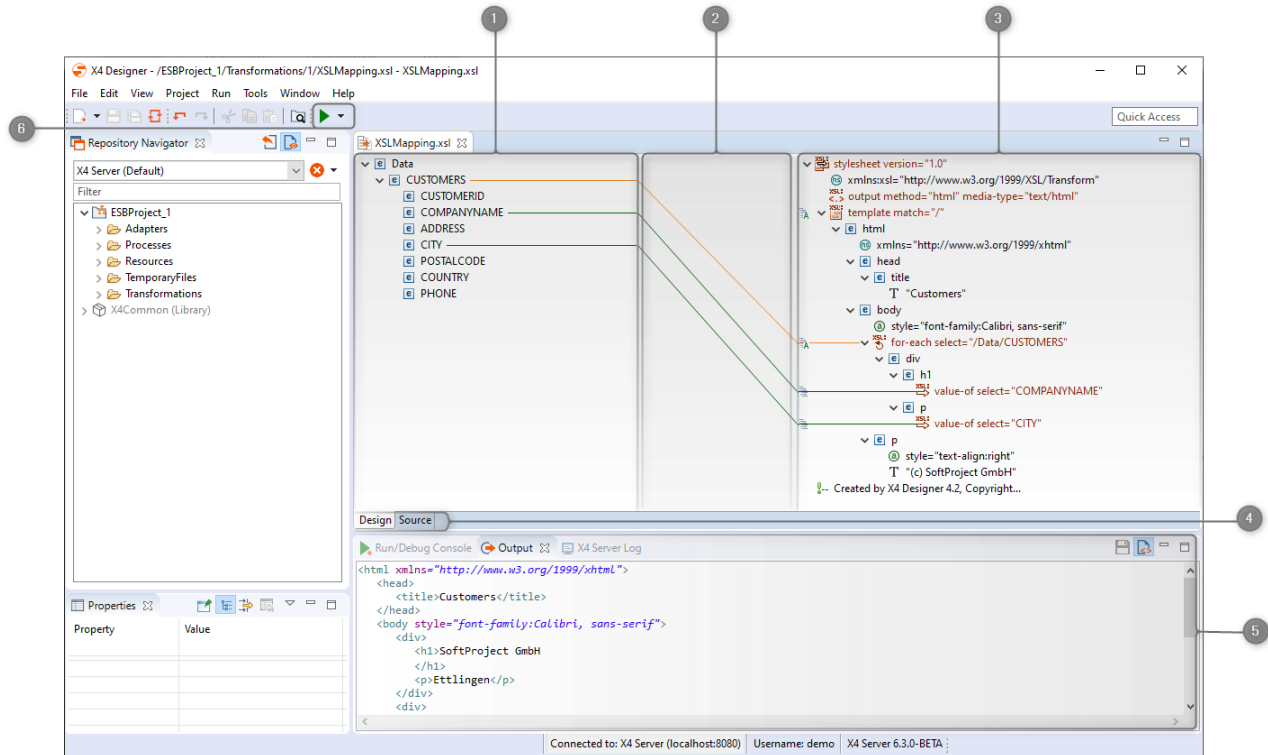 1
2
3
X4 Designer - /ESBProject_1/Transformations/1/XSLMapping.xsl - XSLMapping.xsl
File Edit View Project Run Tools Window Help
6
Quick Access
Repository Navigator
X4 Server (Default)
Filter
ESBProject_1
Adapters
Processes
Resources
TemporaryFiles
Transformations
X4Common (Library)
XSLMapping.xsl
Data
CUSTOMERS
CUSTOMERID
COMPANYNAME
ADDRESS
CITY
POSTALCODE
COUNTRY
PHONE
stylesheet version="1.0"
xmlns:xsl="http://www.w3.org/1999/XSL/Transform"
output method="html" media-type="text/html"
template match="/"
html
xmlns="http://www.w3.org/1999/xhtml"
head
title
"Customers"
body
style="font-family:Calibri, sans-serif"
for-each select="/Data/CUSTOMERS"
div
h1
value-of select="COMPANYNAME"
p
value-of select="CITY"
p
style="text-align:right"
"(c) SoftProject GmbH"
Created by X4 Designer 4.2, Copyright...
Design Source
4
Run/Debug Console Output X4 Server Log
<html xmlns="http://www.w3.org/1999/xhtml">
<head>
<title>Customers</title>
</head>
<body style="font-family:Calibri, sans-serif">
<div>
<h1>SoftProject GmbH
</h1>
<p>Ettlingen</p>
</div>
<div>
5
Properties
Property Value
Connected to: X4 Server (localhost:8080) Username: demo X4 Server 6.3.0-BETA